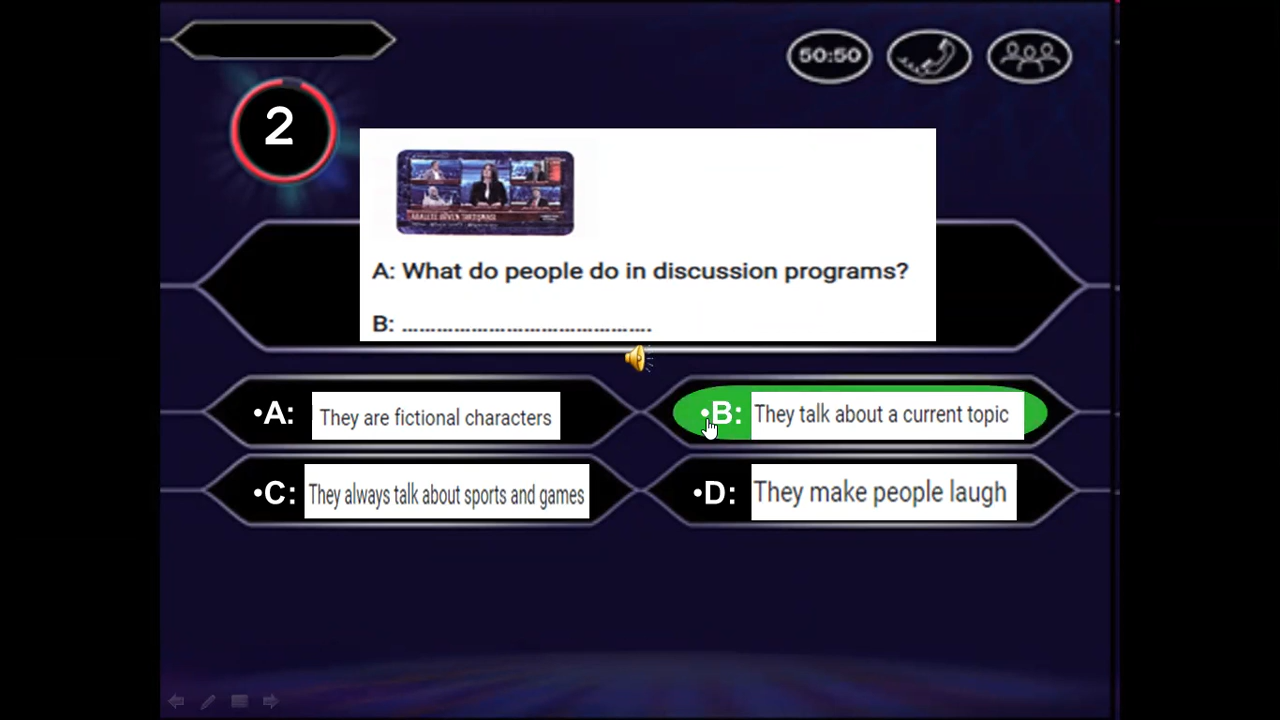 50:50
2
A: What do people do in discussion programs?
B: ……………………………………….
•A: They are fictional characters
•B: They talk about a current topic
•C: They always talk about sports and games
•D: They make people laugh